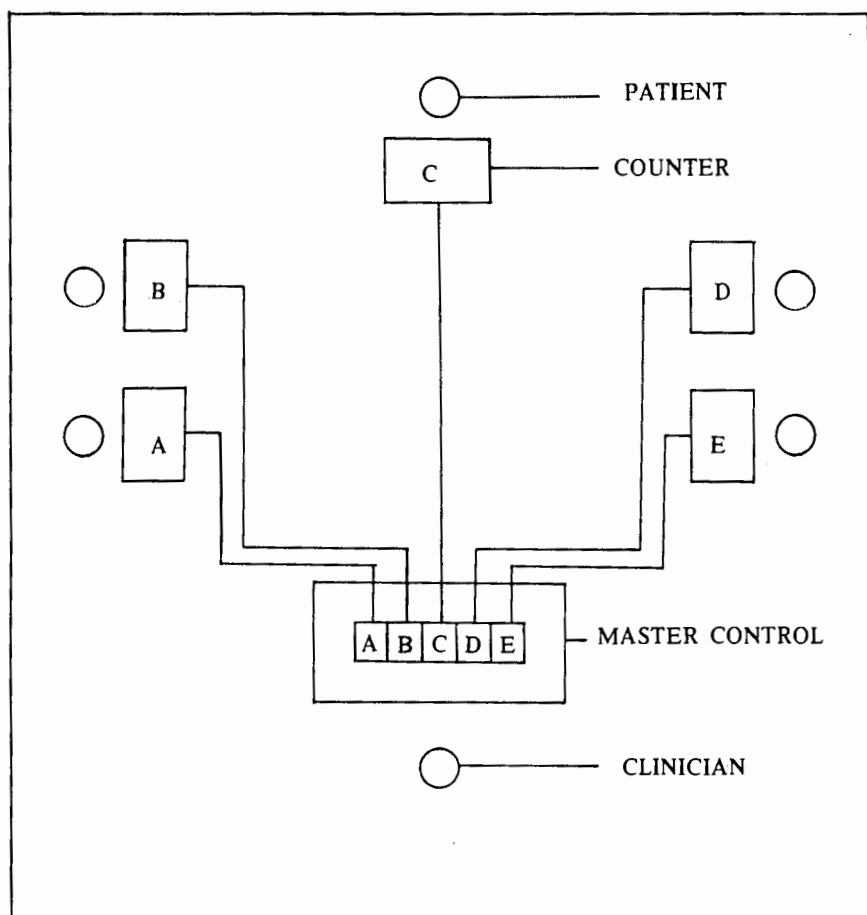 PATIENT
C COUNTER
B D
A E
A B C D E MASTER CONTROL
CLINICIAN